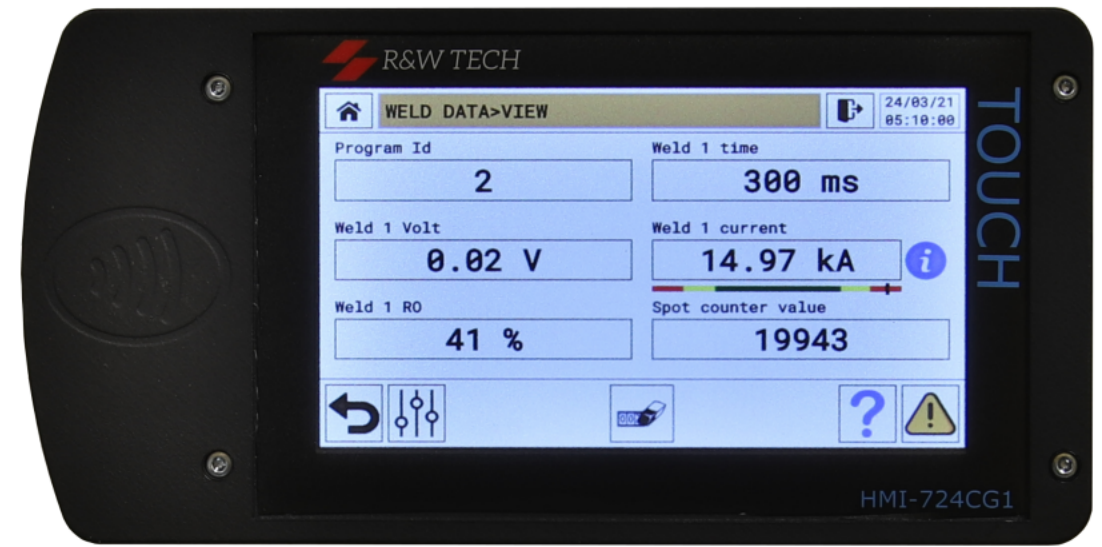 R&W TECH
WELD DATA>VIEW
24/03/21
05:10:00
Program Id
2
Weld 1 time
300 ms
Weld 1 Volt
0.02 V
Weld 1 current
14.97 kA
i
Weld 1 RO
41 %
Spot counter value
19943
?
!
TOUCH
HMI-724CG1